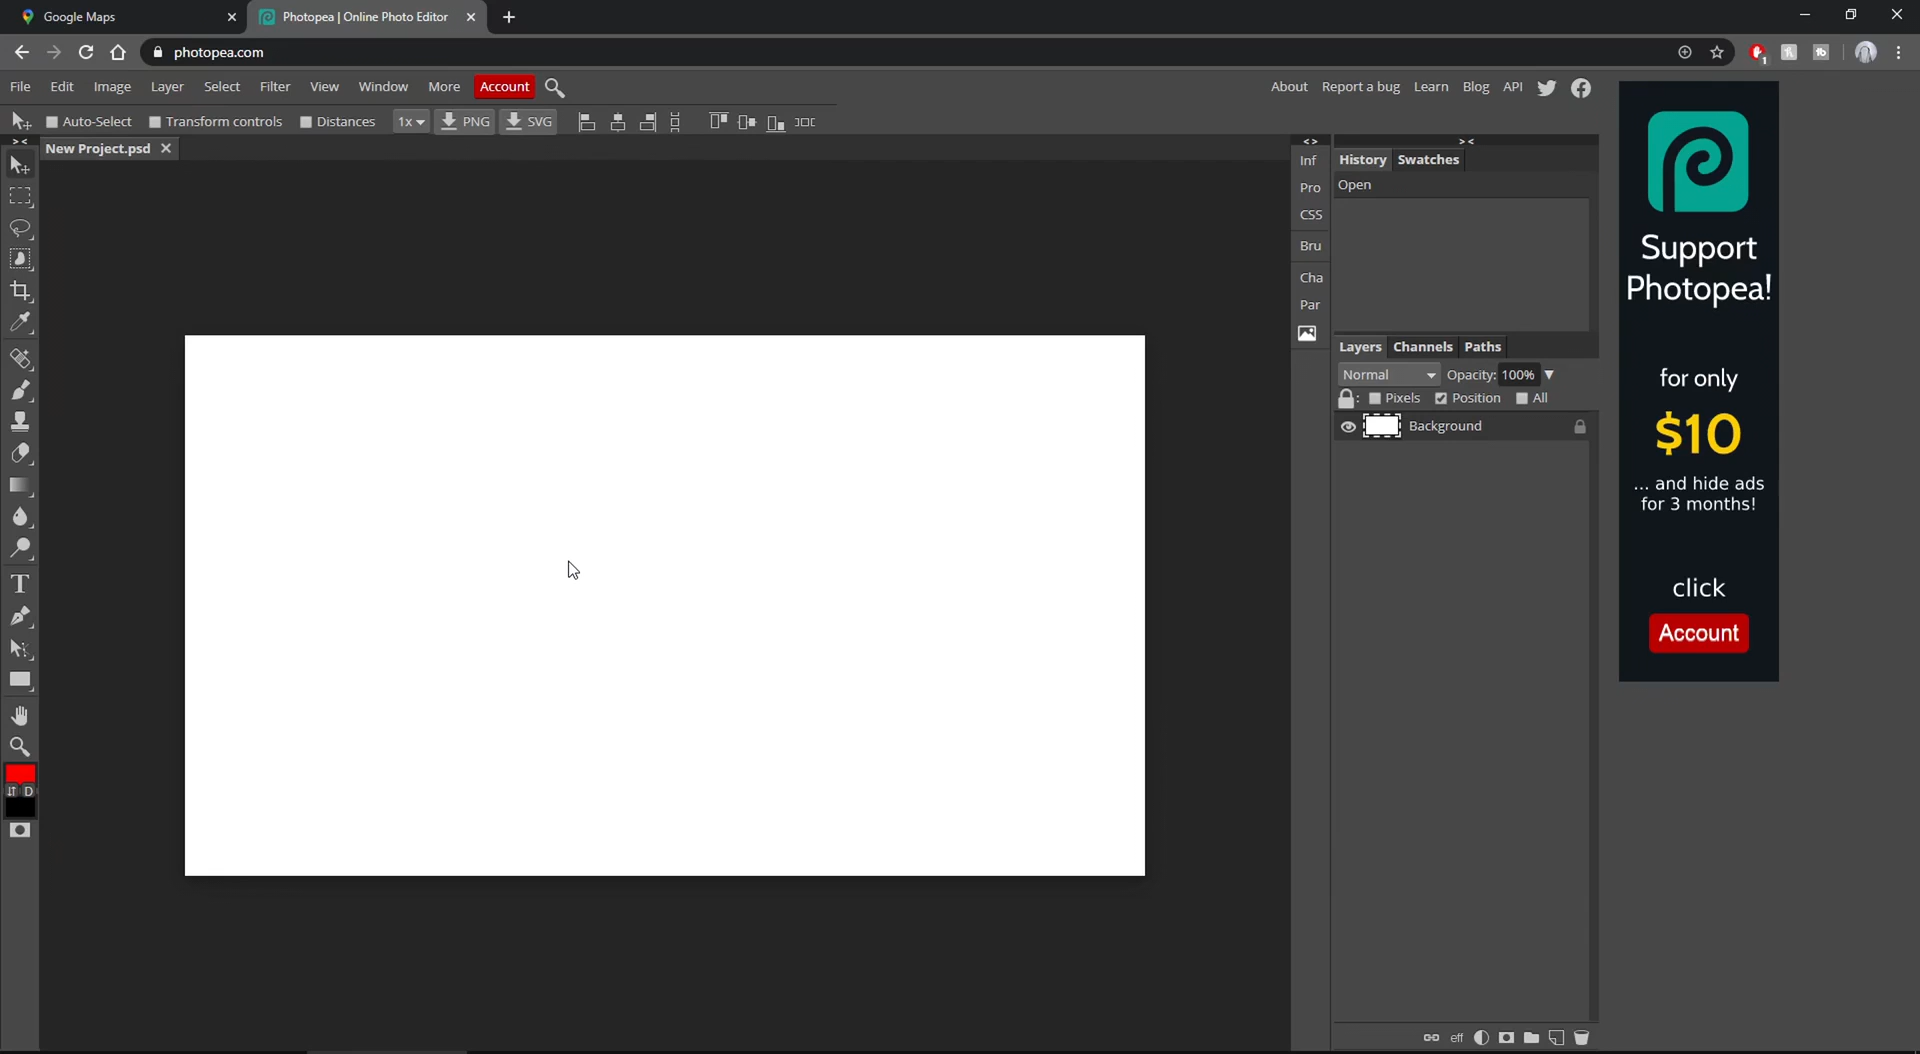 Google Maps
Photopea | Online Photo Editor
photopea.com
1
File Edit Image Layer Select Filter View Window More Account
About Report a bug Learn Blog API
Auto-Select Transform controls Distances 1x PNG SVG
> <
< >
> <
New Project.psd
Inf
Pro
CSS
Bru
Cha
Par
History Swatches
Open
Layers Channels Paths
Normal Opacity: 100%
: Pixels Position All
Background
T
D
eff
Support
Photopea!
for only
$10
... and hide ads
for 3 months!
click
Account